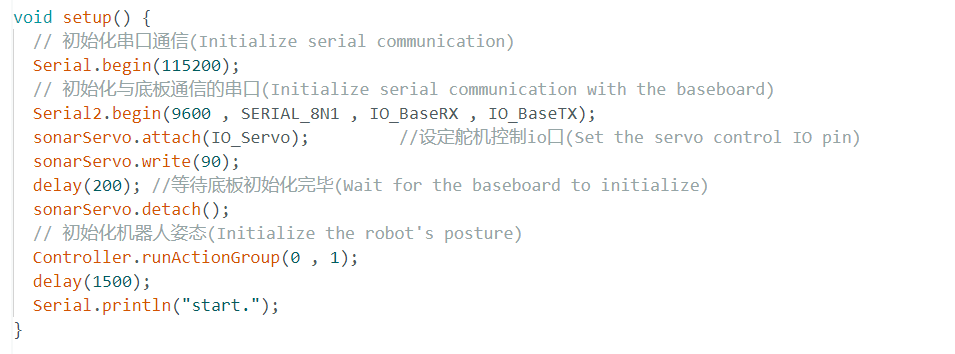 void setup() {
  // 初始化串口通信(Initialize serial communication)
  Serial.begin(115200);
  // 初始化与底板通信的串口(Initialize serial communication with the baseboard)
  Serial2.begin(9600 , SERIAL_8N1 , IO_BaseRX , IO_BaseTX);
  sonarServo.attach(IO_Servo);         //设定舵机控制io口(Set the servo control IO pin)
  sonarServo.write(90);
  delay(200); //等待底板初始化完毕(Wait for the baseboard to initialize)
  sonarServo.detach();
  // 初始化机器人姿态(Initialize the robot's posture)
  Controller.runActionGroup(0 , 1);
  delay(1500);
  Serial.println("start.");
}